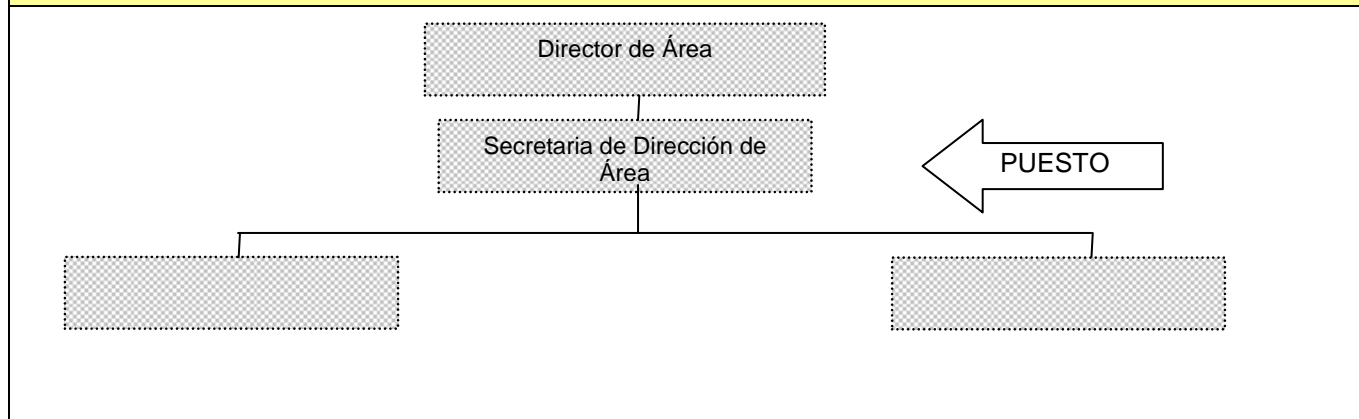 Director de Área
Secretaria de Dirección de
Área
PUESTO